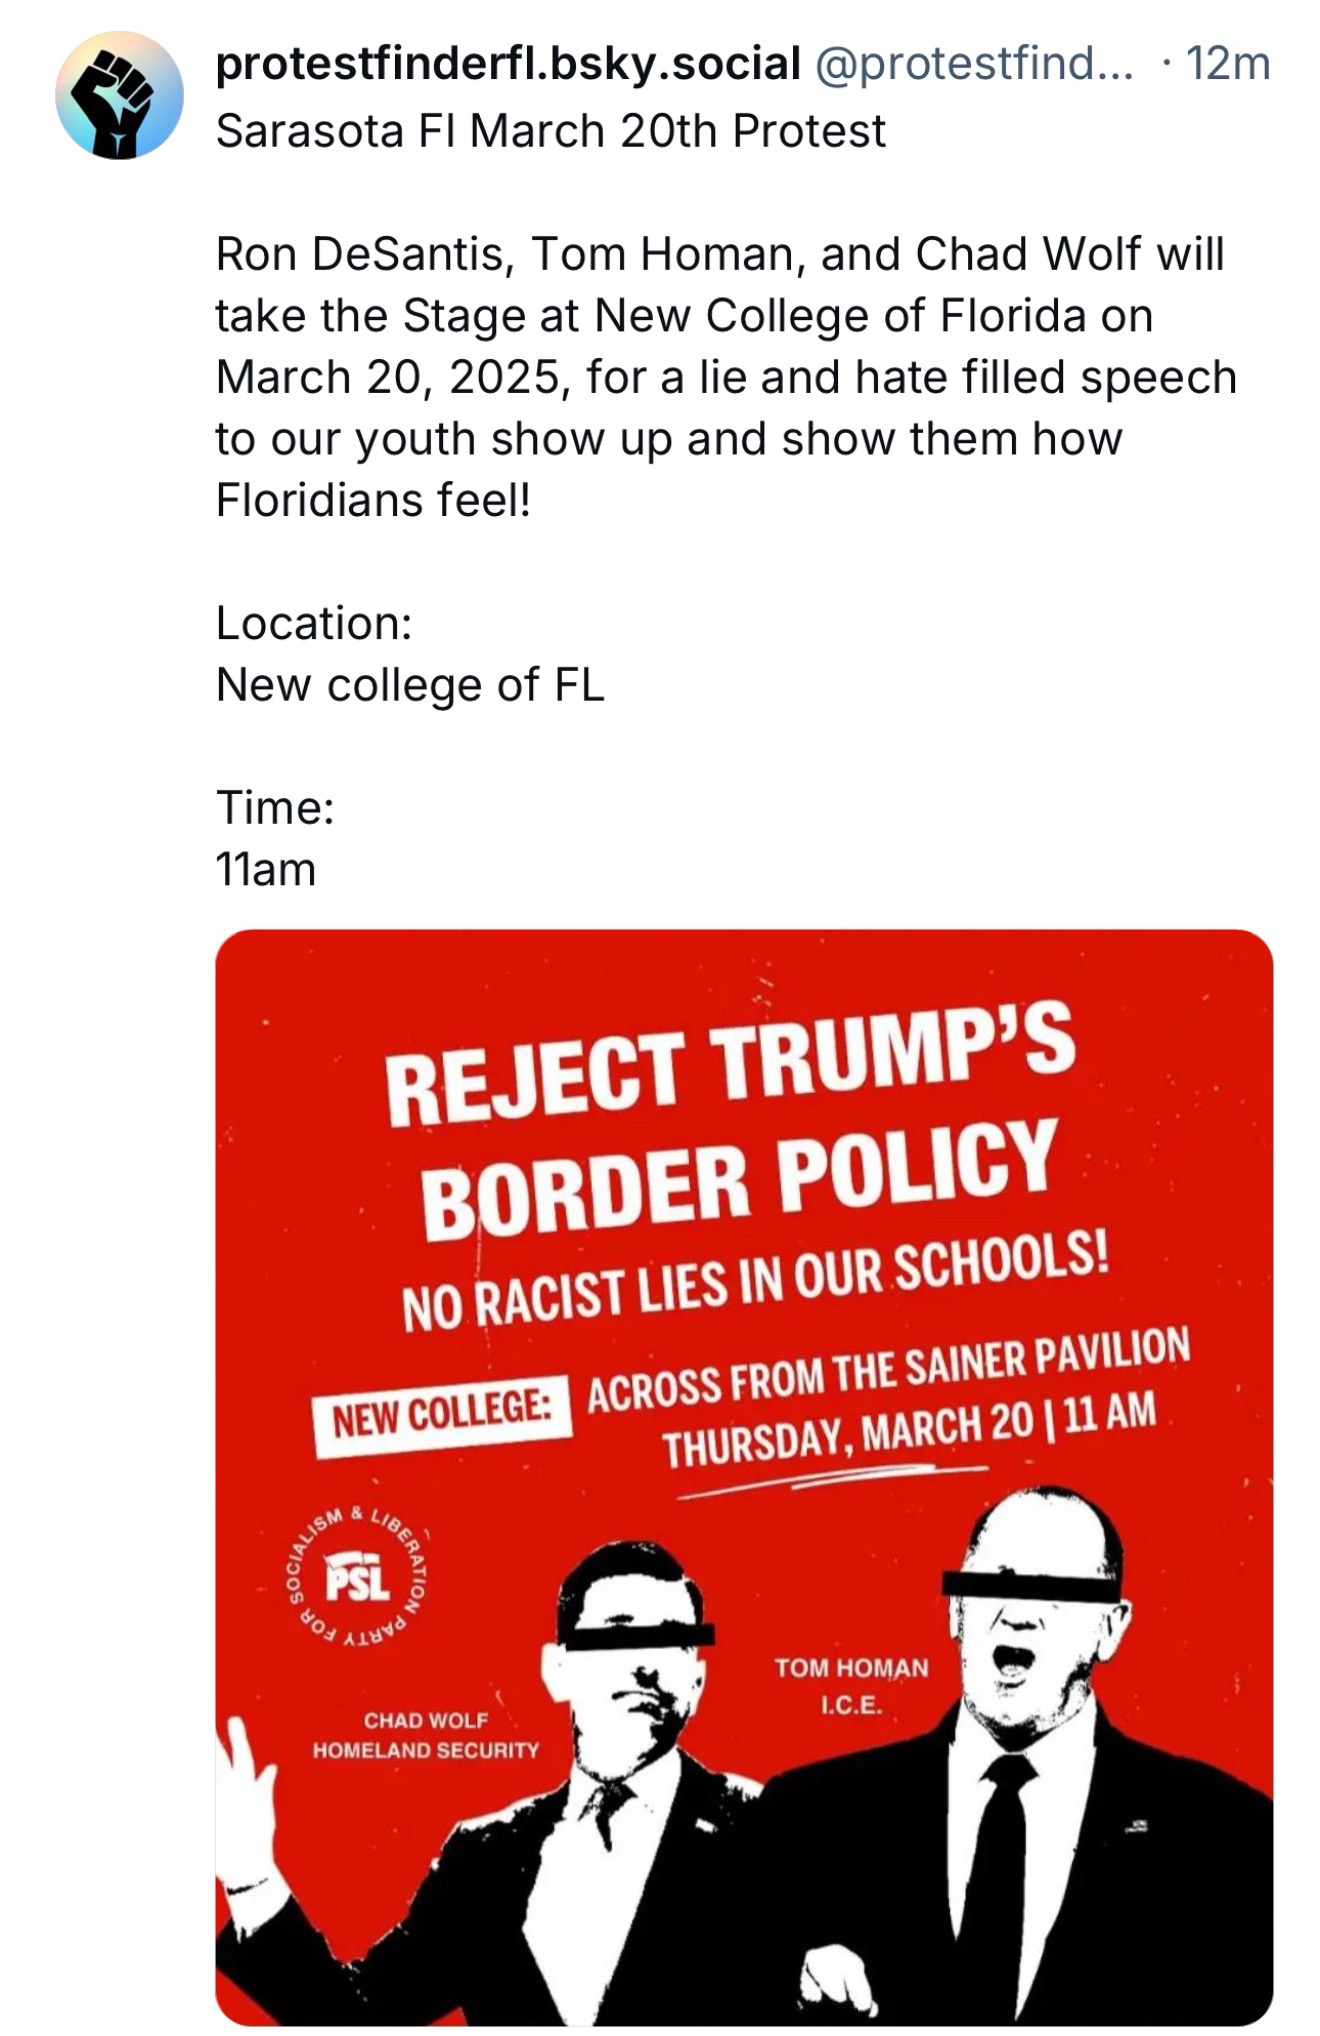 protestfinderfl.bsky.social @protestfind... · 12m
Sarasota Fl March 20th Protest
Ron DeSantis, Tom Homan, and Chad Wolf will
take the Stage at New College of Florida on
March 20, 2025, for a lie and hate filled speech
to our youth show up and show them how
Floridians feel!
Location:
New college of FL
Time:
11am
REJECT TRUMP'S
BORDER POLICY
NO RACIST LIES IN OUR SCHOOLS!
NEW COLLEGE: ACROSS FROM THE SAINER PAVILION
THURSDAY, MARCH 20 | 11 AM
PARTY FOR SOCIALISM & LIBERATION
PSL
TOM HOMAN
I.C.E.
CHAD WOLF
HOMELAND SECURITY